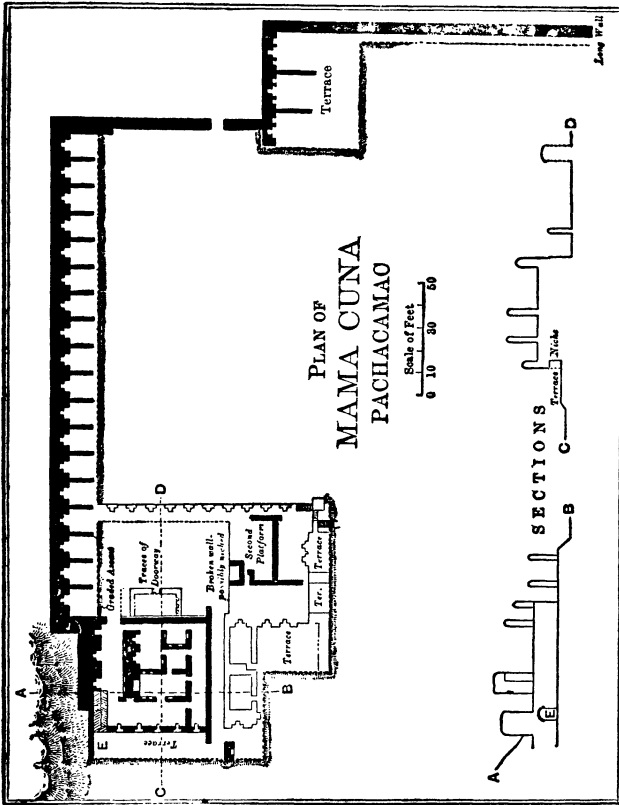 PLAN OF
MAMA CUNA
PACHACAMAC
Scale of Feet
0 10 30 50
Terrace
Long Wall
A
E
Graded Ascent
Traces of
Doorway
D
Broken wall-
possibly niched
Second
Platform
Terrace
Ter.
Terrace
B
Terrace
C
SECTIONS
A
E
B
C
Terrace
Niche
D